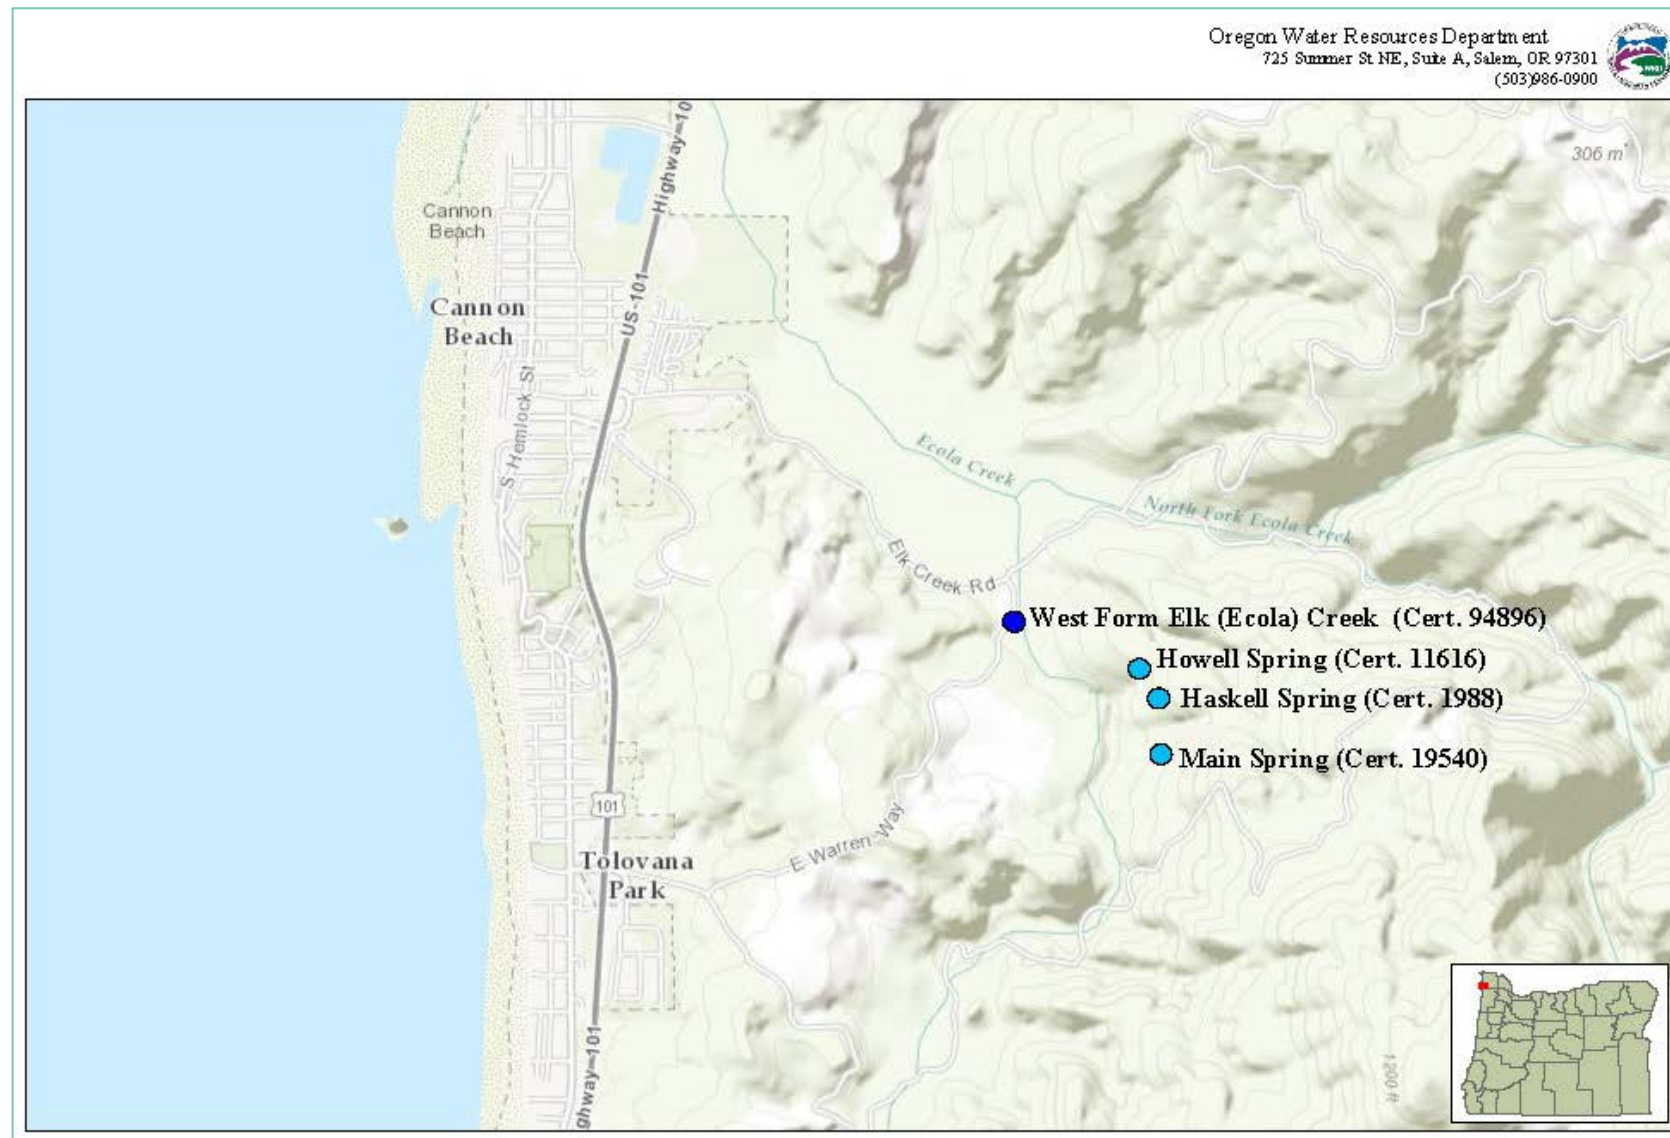 Oregon Water Resources Department
725 Summer St NE, Suite A, Salem, OR 97301
(503)986-0900
Highway-10
306 m
Cannon
Beach
US-101
Cannon
Beach
S Hemlock St
Ecola Creek
North Fork Ecola Creek
Elk Creek Rd
West Form Elk (Ecola) Creek (Cert. 94896)
Howell Spring (Cert. 11616)
Haskell Spring (Cert. 1988)
Main Spring (Cert. 19540)
101
E Warren Way
Tolovana
Park
ghway-101
1200 ft